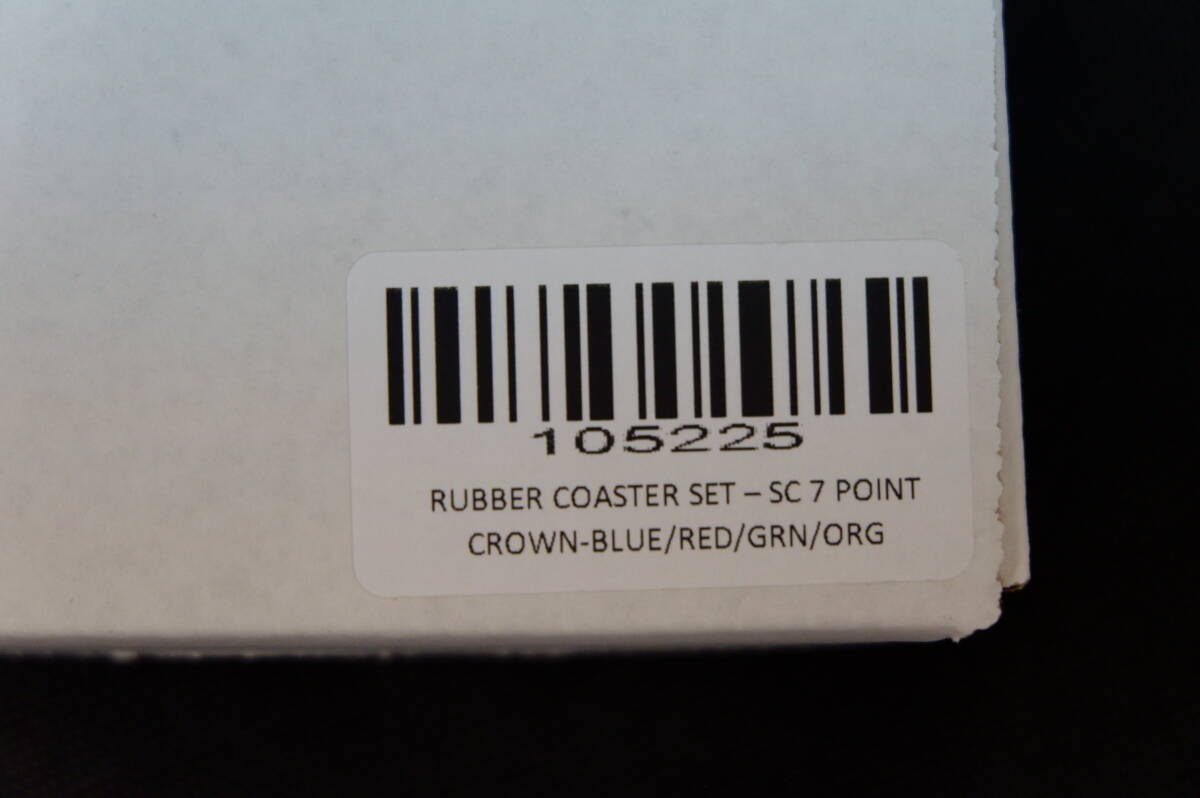 105225
RUBBER COASTER SET – SC 7 POINT
CROWN-BLUE/RED/GRN/ORG